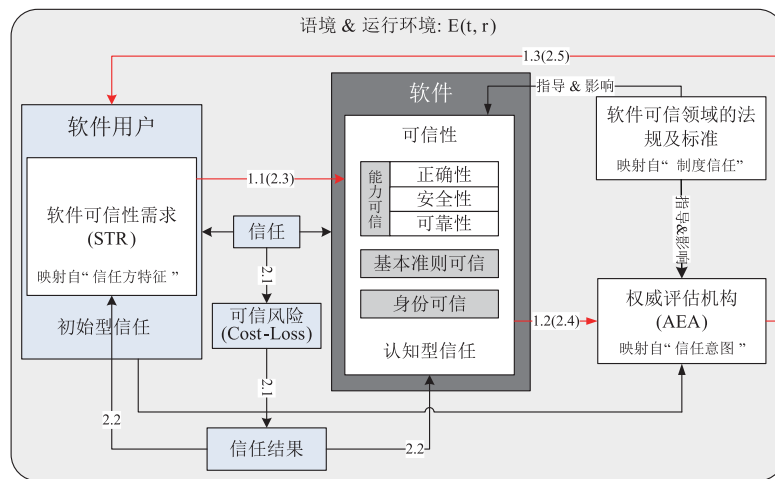 语境 & 运行环境: E(t, r)
1.3(2.5)
软件用户
软件可信性需求
(STR)
映射自“信任方特征”
初始型信任
1.1(2.3)
信任
2.1
可信风险
(Cost-Loss)
2.1
信任结果
2.2
2.2
软件
可信性
能力可信
正确性
安全性
可靠性
基本准则可信
身份可信
认知型信任
1.2(2.4)
指导 & 影响
软件可信领域的法
规及标准
映射自“制度信任”
指导&影响
权威评估机构
(AEA)
映射自“信任意图”